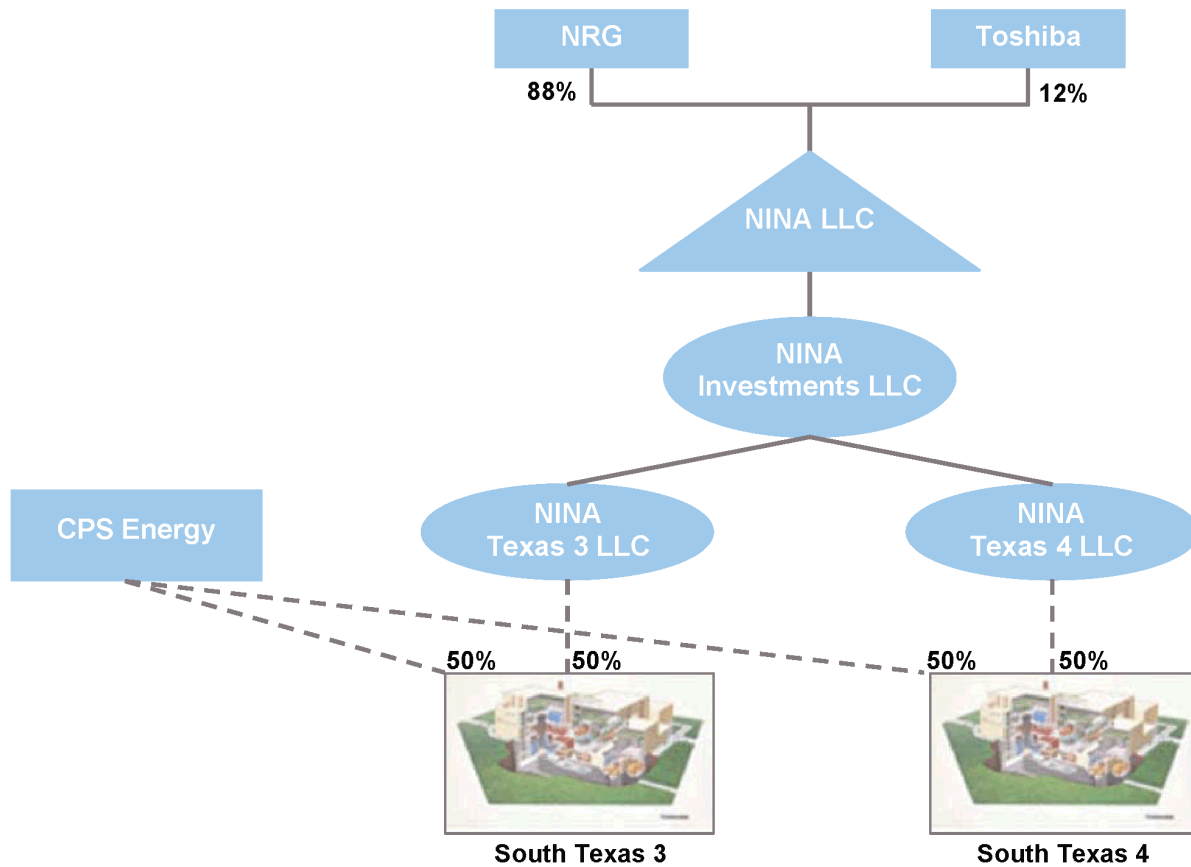 NRG
Toshiba
88%
12%
NINA LLC
NINA
Investments LLC
CPS Energy
NINA
Texas 3 LLC
NINA
Texas 4 LLC
50%
50%
50%
50%
South Texas 3
South Texas 4